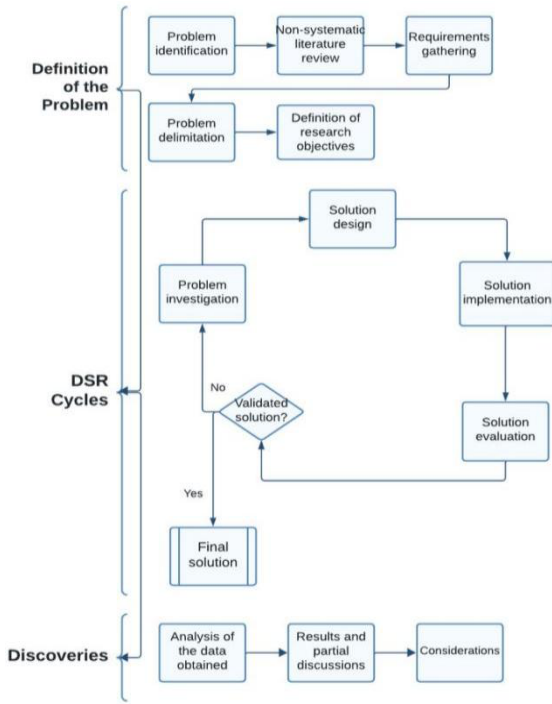 Definition
of the
Problem
Problem
identification
Non-systematic
literature
review
Requirements
gathering
Problem
delimitation
Definition of
research
objectives
DSR
Cycles
Solution
design
Problem
investigation
Solution
implementation
No
Validated
solution?
Solution
evaluation
Yes
Final
solution
Discoveries
Analysis of
the data
obtained
Results and
partial
discussions
Considerations